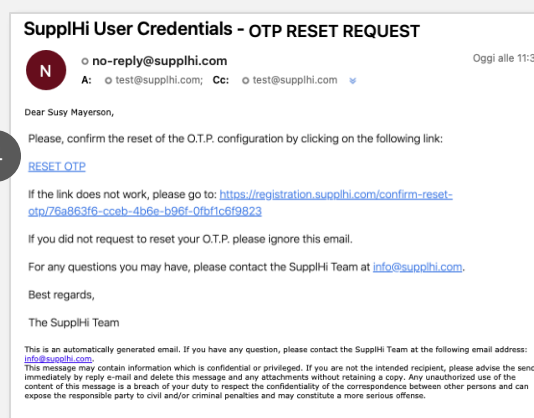 SupplHi User Credentials - OTP RESET REQUEST
N
no-reply@supplhi.com
Oggi alle 11:3
A: test@supplhi.com; Cc: test@supplhi.com
Dear Susy Mayerson,
Please, confirm the reset of the O.T.P. configuration by clicking on the following link:
RESET OTP
If the link does not work, please go to: https://registration.supplhi.com/confirm-reset-
otp/76a863f6-cceb-4b6e-b96f-0fbf1c6f9823
If you did not request to reset your O.T.P. please ignore this email.
For any questions you may have, please contact the SupplHi Team at info@supplhi.com.
Best regards,
The SupplHi Team
This is an automatically generated email. If you have any question, please contact the SupplHi Team at the following email address:
info@supplhi.com.
This message may contain information which is confidential or privileged. If you are not the intended recipient, please advise the send
immediately by reply e-mail and delete this message and any attachments without retaining a copy. Any unauthorized use of the
content of this message is a breach of your duty to respect the confidentiality of the correspondence between other persons and can
expose the responsible party to civil and/or criminal penalties and may constitute a more serious offense.